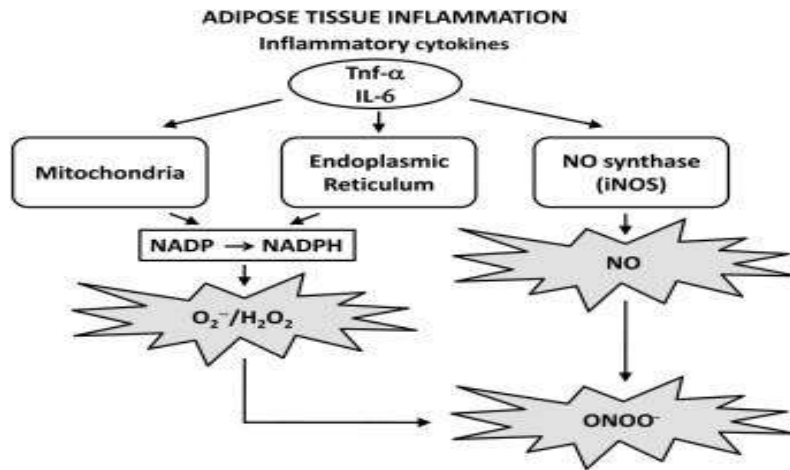 ADIPOSE TISSUE INFLAMMATION
Inflammatory cytokines
Tnf-α
IL-6
Mitochondria
Endoplasmic
Reticulum
NO synthase
(iNOS)
NADP → NADPH
NO
O₂⁻/H₂O₂
ONOO⁻